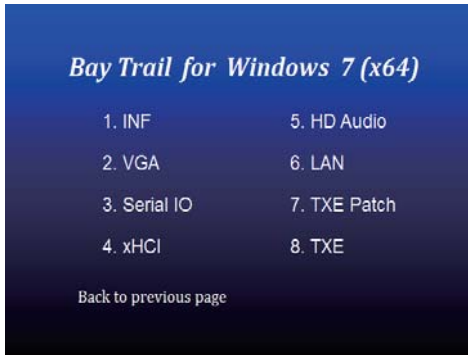 Bay Trail for Windows 7 (x64)
1. INF
2. VGA
3. Serial IO
4. xHCI
5. HD Audio
6. LAN
7. TXE Patch
8. TXE
Back to previous page